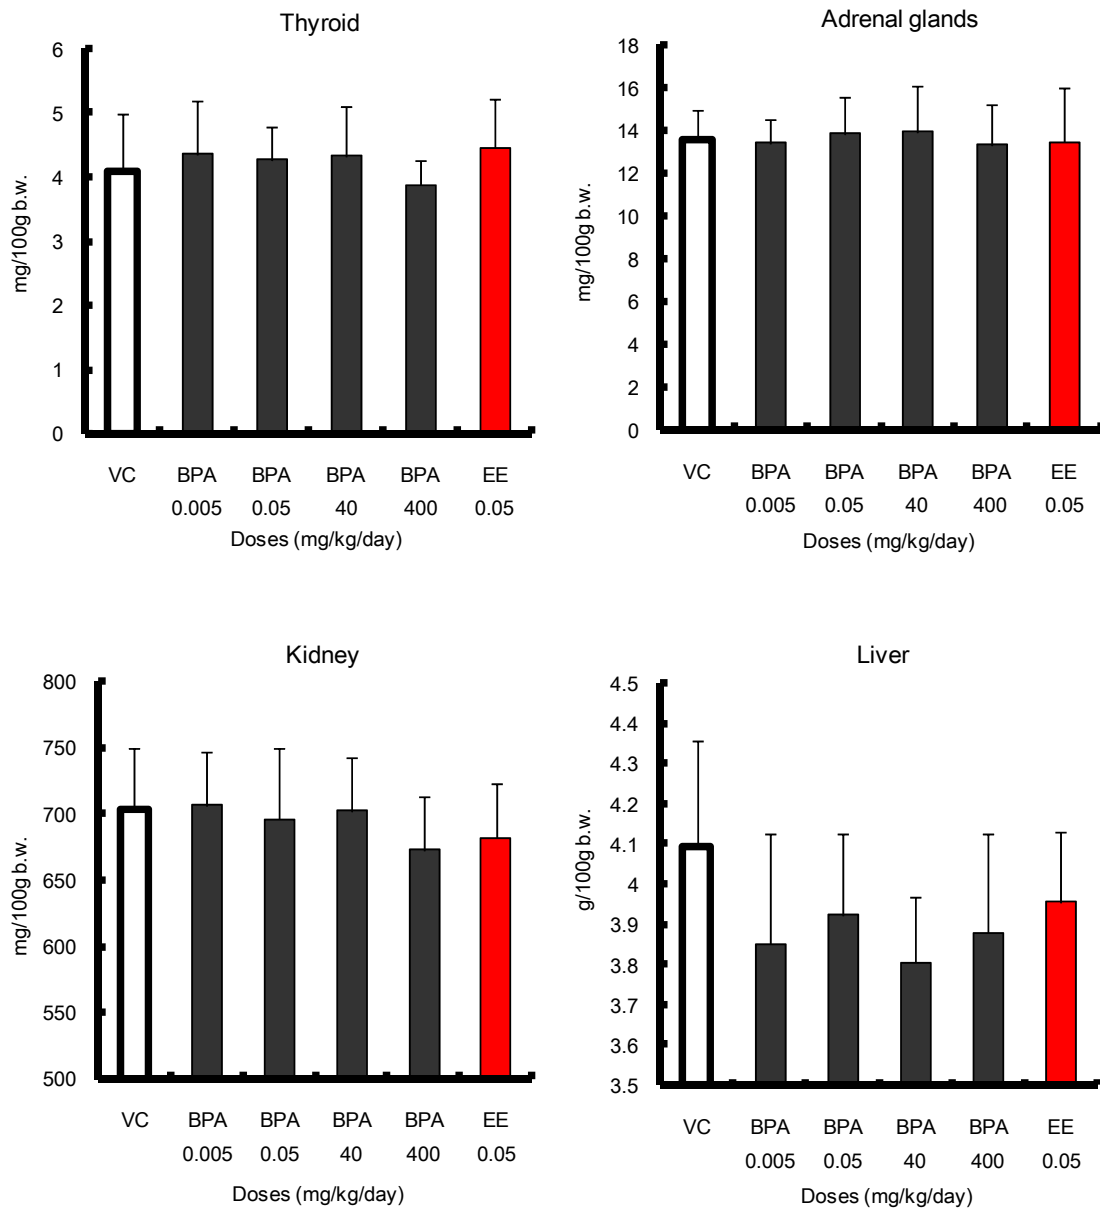 Thyroid
6
5
4
3
2
1
0
mg/100g b.w.
VC BPA BPA BPA BPA EE
0.005 0.05 40 400 0.05
Doses (mg/kg/day)
Adrenal glands
18
16
14
12
10
8
6
4
2
0
mg/100g b.w.
VC BPA BPA BPA BPA EE
0.005 0.05 40 400 0.05
Doses (mg/kg/day)
Kidney
800
750
700
650
600
550
500
mg/100g b.w.
VC BPA BPA BPA BPA EE
0.005 0.05 40 400 0.05
Doses (mg/kg/day)
Liver
4.5
4.4
4.3
4.2
4.1
4
3.9
3.8
3.7
3.6
3.5
g/100g b.w.
VC BPA BPA BPA BPA EE
0.005 0.05 40 400 0.05
Doses (mg/kg/day)